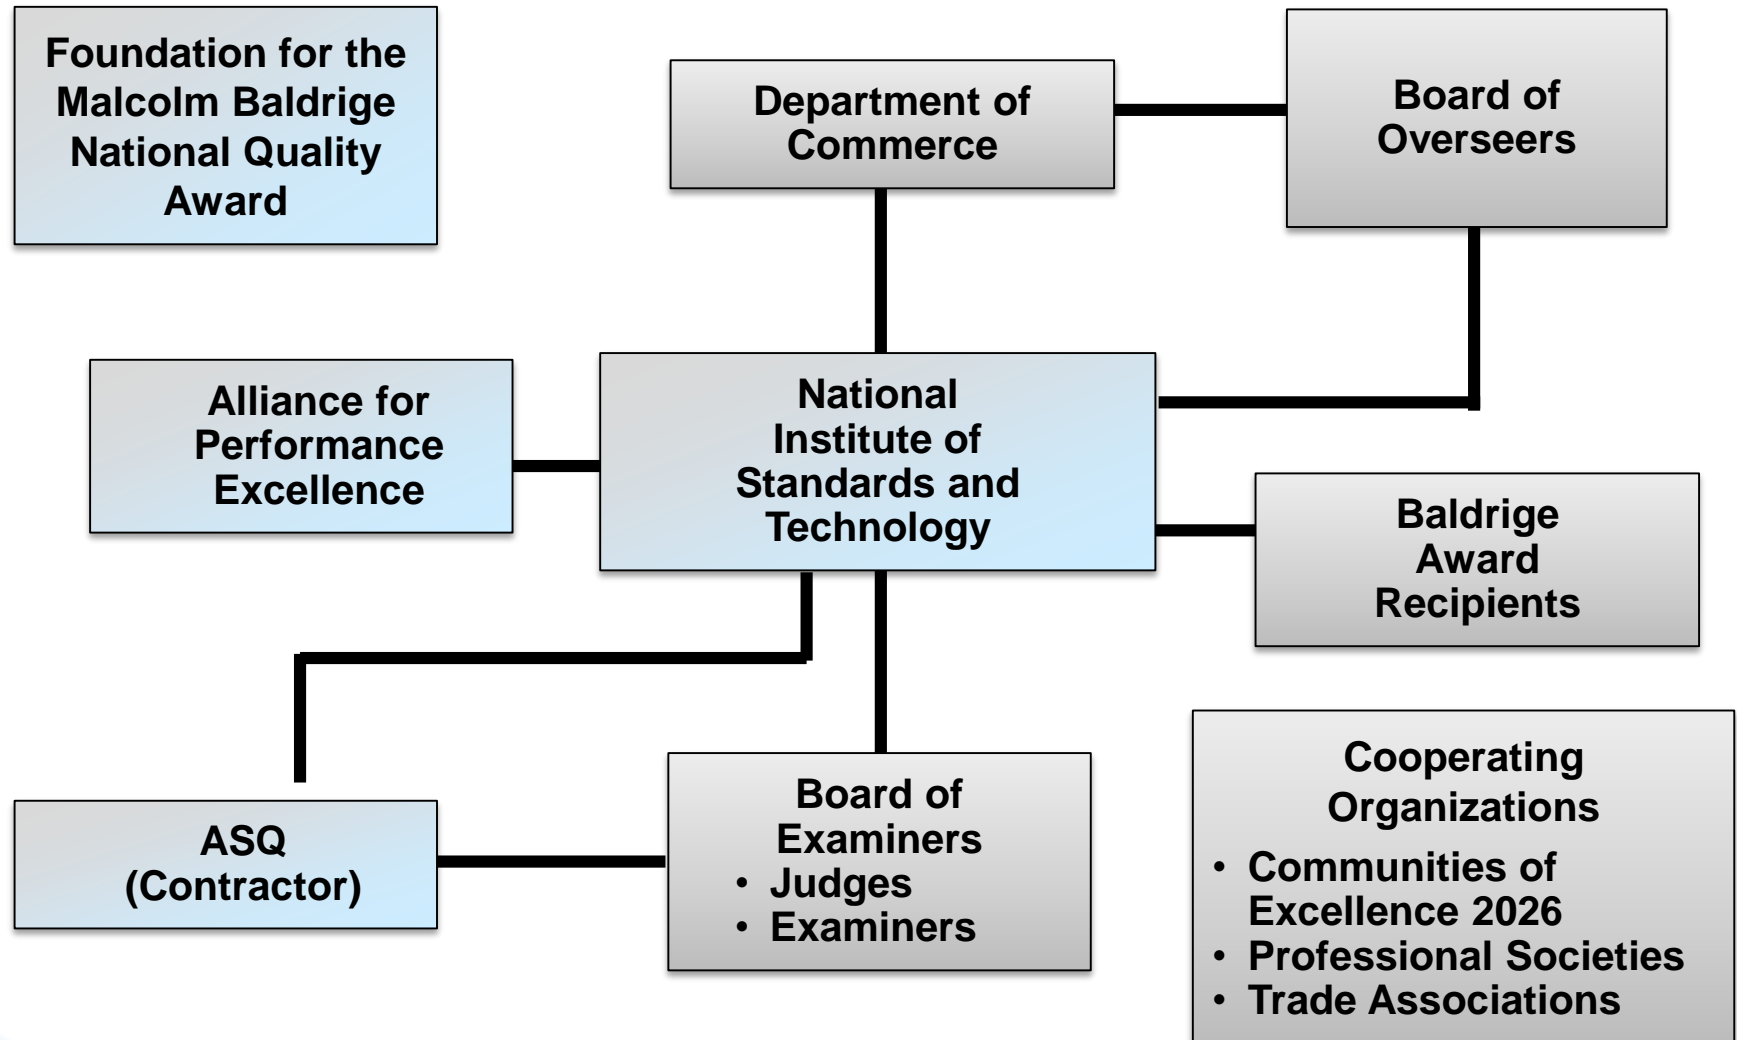 Foundation for the
Malcolm Baldrige
National Quality
Award
Department of
Commerce
Board of
Overseers
Alliance for
Performance
Excellence
National
Institute of
Standards and
Technology
Baldrige
Award
Recipients
ASQ
(Contractor)
Board of
Examiners
• Judges
• Examiners
Cooperating
Organizations
• Communities of
Excellence 2026
• Professional Societies
• Trade Associations